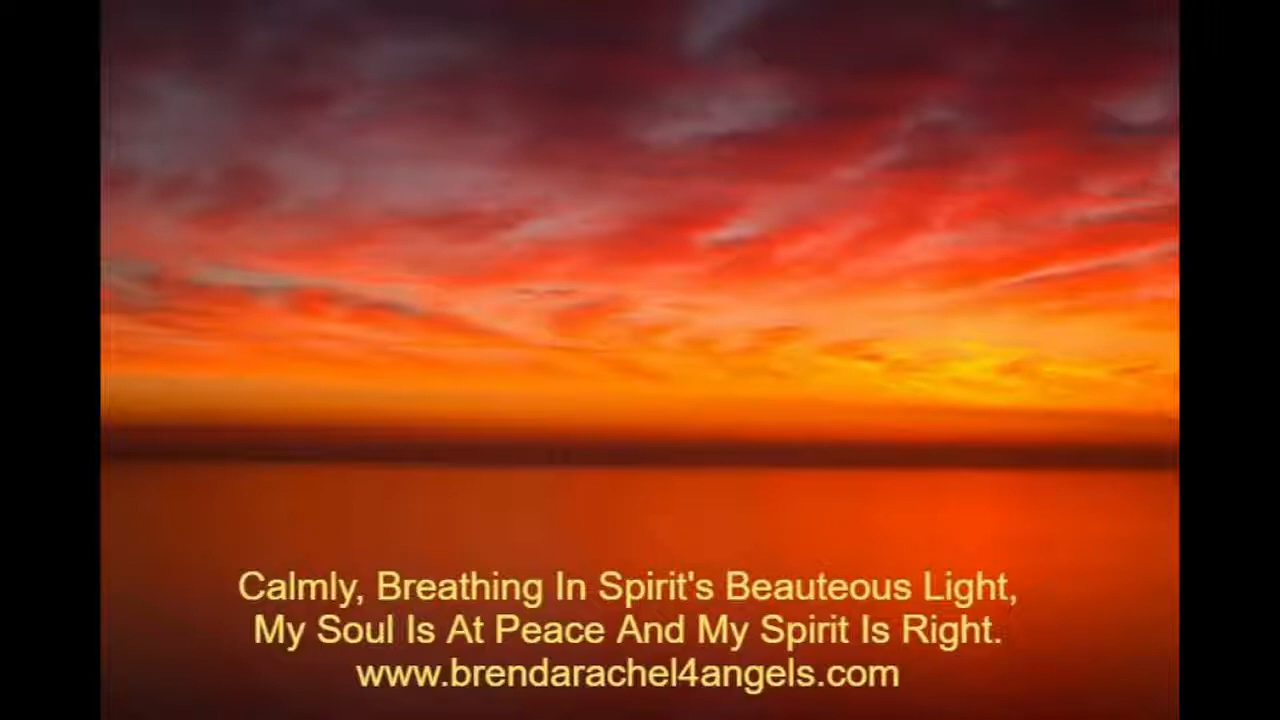 Calmly, Breathing In Spirit's Beauteous Light,
My Soul Is At Peace And My Spirit Is Right.
www.brendarachel4angels.com